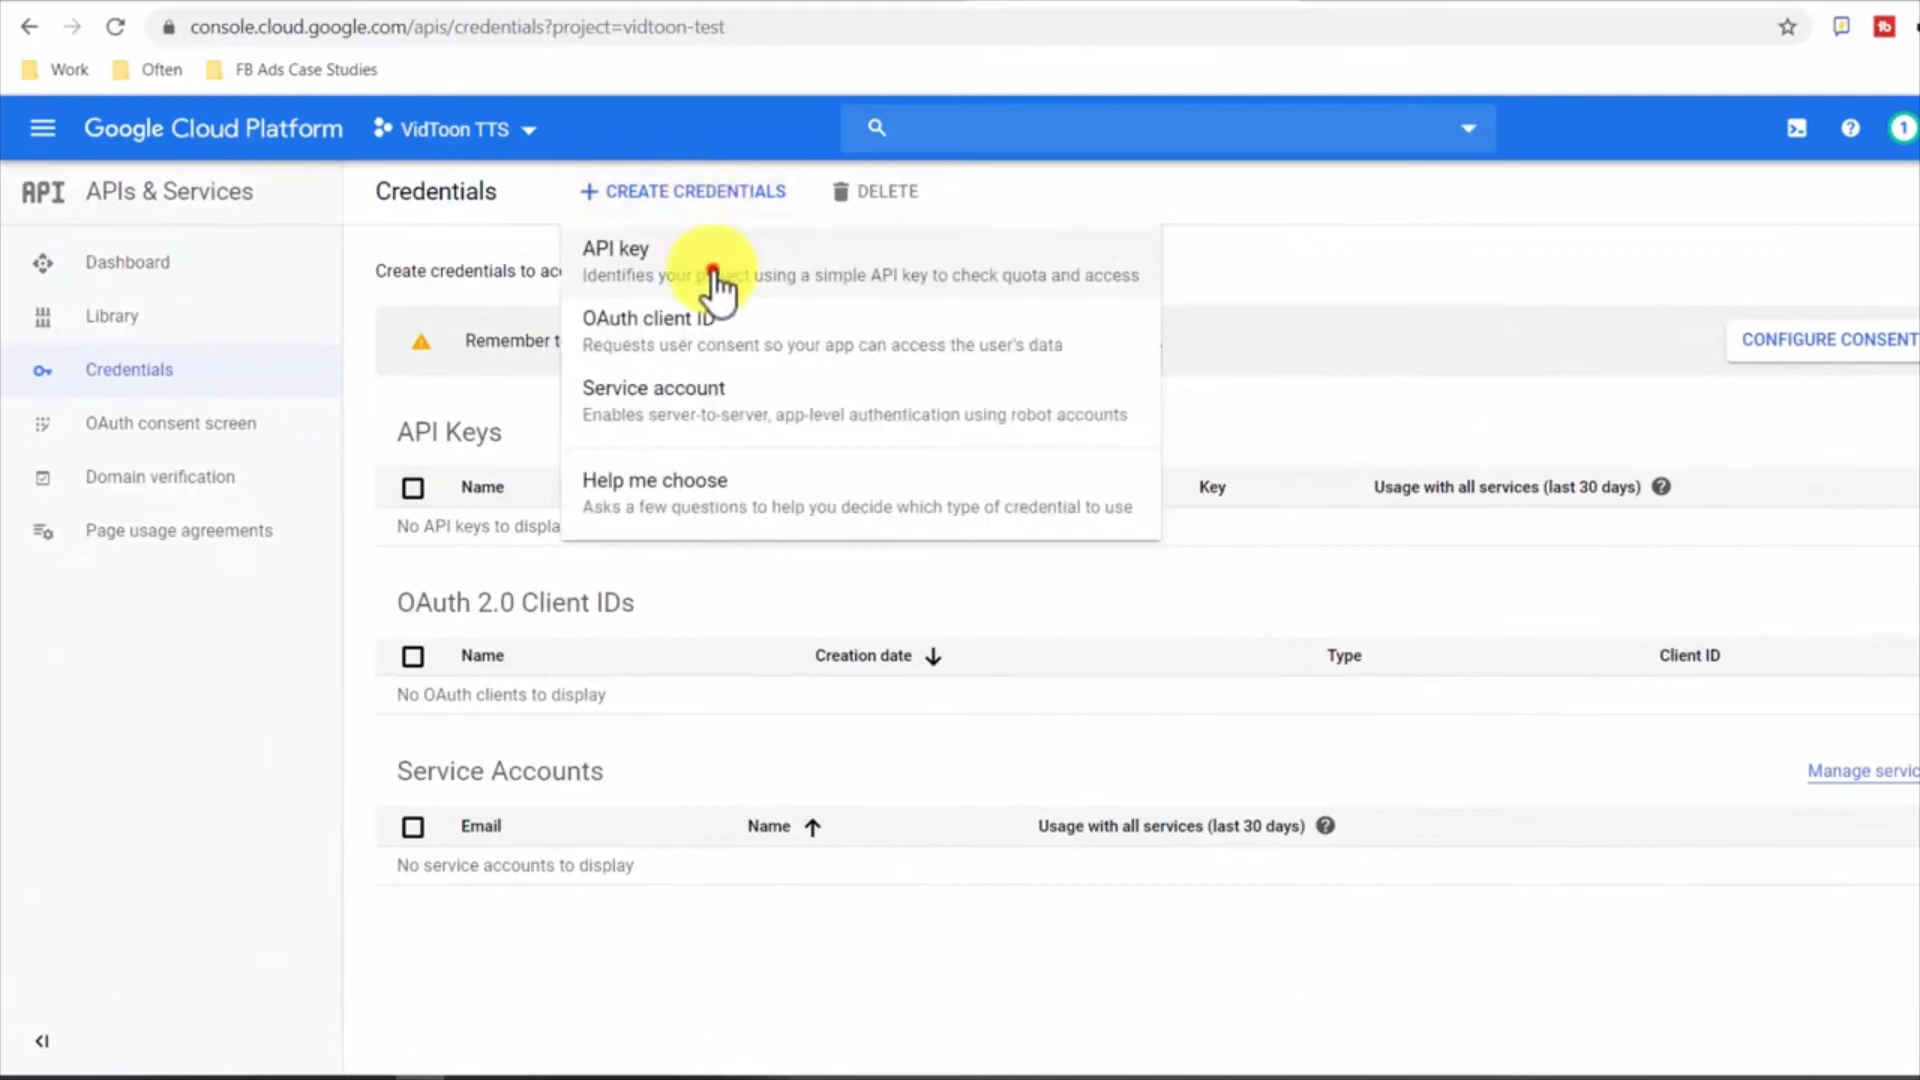 console.cloud.google.com/apis/credentials?project=vidtoon-test
Work Often FB Ads Case Studies
Google Cloud Platform VidToon TTS 1
API APIs & Services Credentials CREATE CREDENTIALS DELETE
Dashboard
Library
Credentials
OAuth consent screen
Domain verification
Page usage agreements
API key
Identifies your project using a simple API key to check quota and access
OAuth client ID
Requests user consent so your app can access the user's data
Service account
Enables server-to-server, app-level authentication using robot accounts
Help me choose
Asks a few questions to help you decide which type of credential to use
Create credentials to
Remember
CONFIGURE CONSENT
API Keys
Name Key Usage with all services (last 30 days)
No API keys to
OAuth 2.0 Client IDs
Name Creation date Type Client ID
No OAuth clients to display
Service Accounts
Manage
Email Name Usage with all services (last 30 days)
No service accounts to display